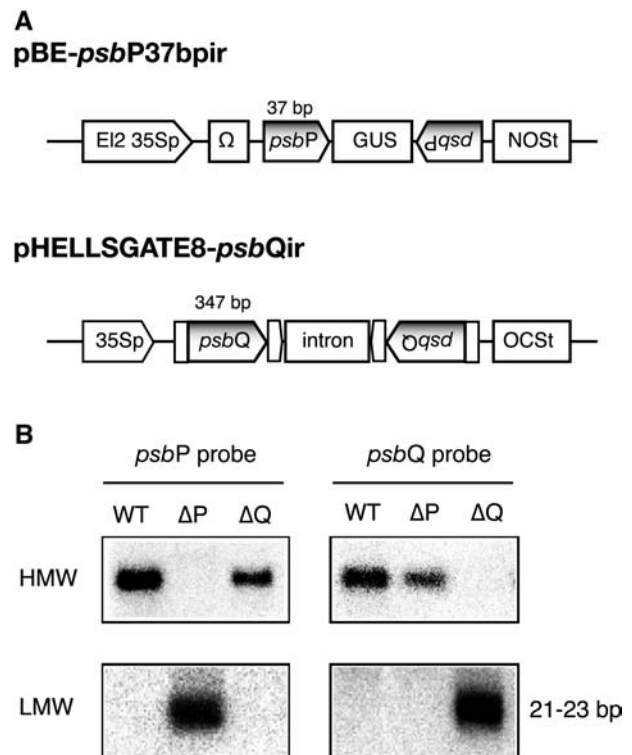 A
pBE-psbP37bpir
37 bp
El2 35Sp Ω psbP GUS psbP NOSt
pHELLSGATE8-psbQir
347 bp
35Sp psbQ intron psbQ OCSt
B
psbP probe psbQ probe
WT ΔP ΔQ WT ΔP ΔQ
HMW
LMW 21-23 bp